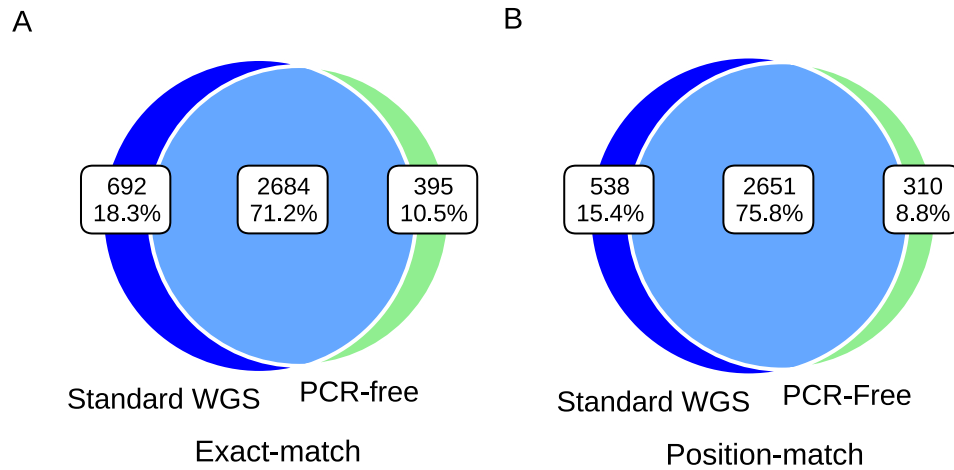 A
B
692
18.3%
2684
71.2%
395
10.5%
538
15.4%
2651
75.8%
310
8.8%
Standard WGS
PCR-free
Standard WGS
PCR-Free
Exact-match
Position-match